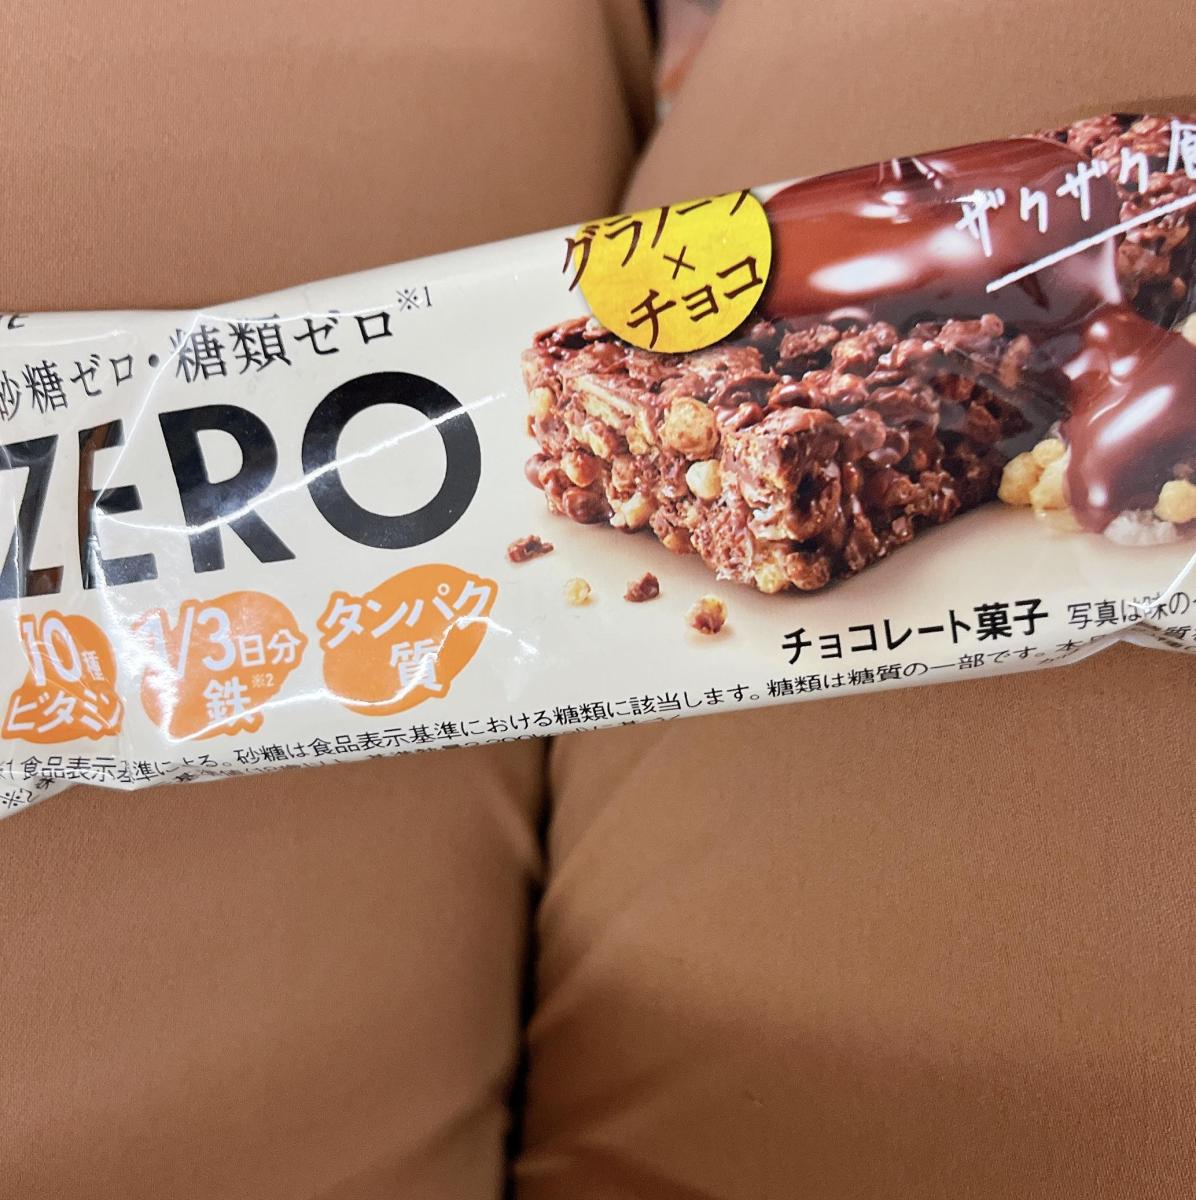 グラノーラ
×
チョコ
ザクザク
砂糖ゼロ・糖類ゼロ※1
ZERO
10種
ビタミン
1/3日分
鉄※2
タンパク
質
チョコレート菓子 写真は味の
※1食品表示基準による。砂糖は食品表示基準における糖類に該当します。糖類は糖質の一部です。
※2